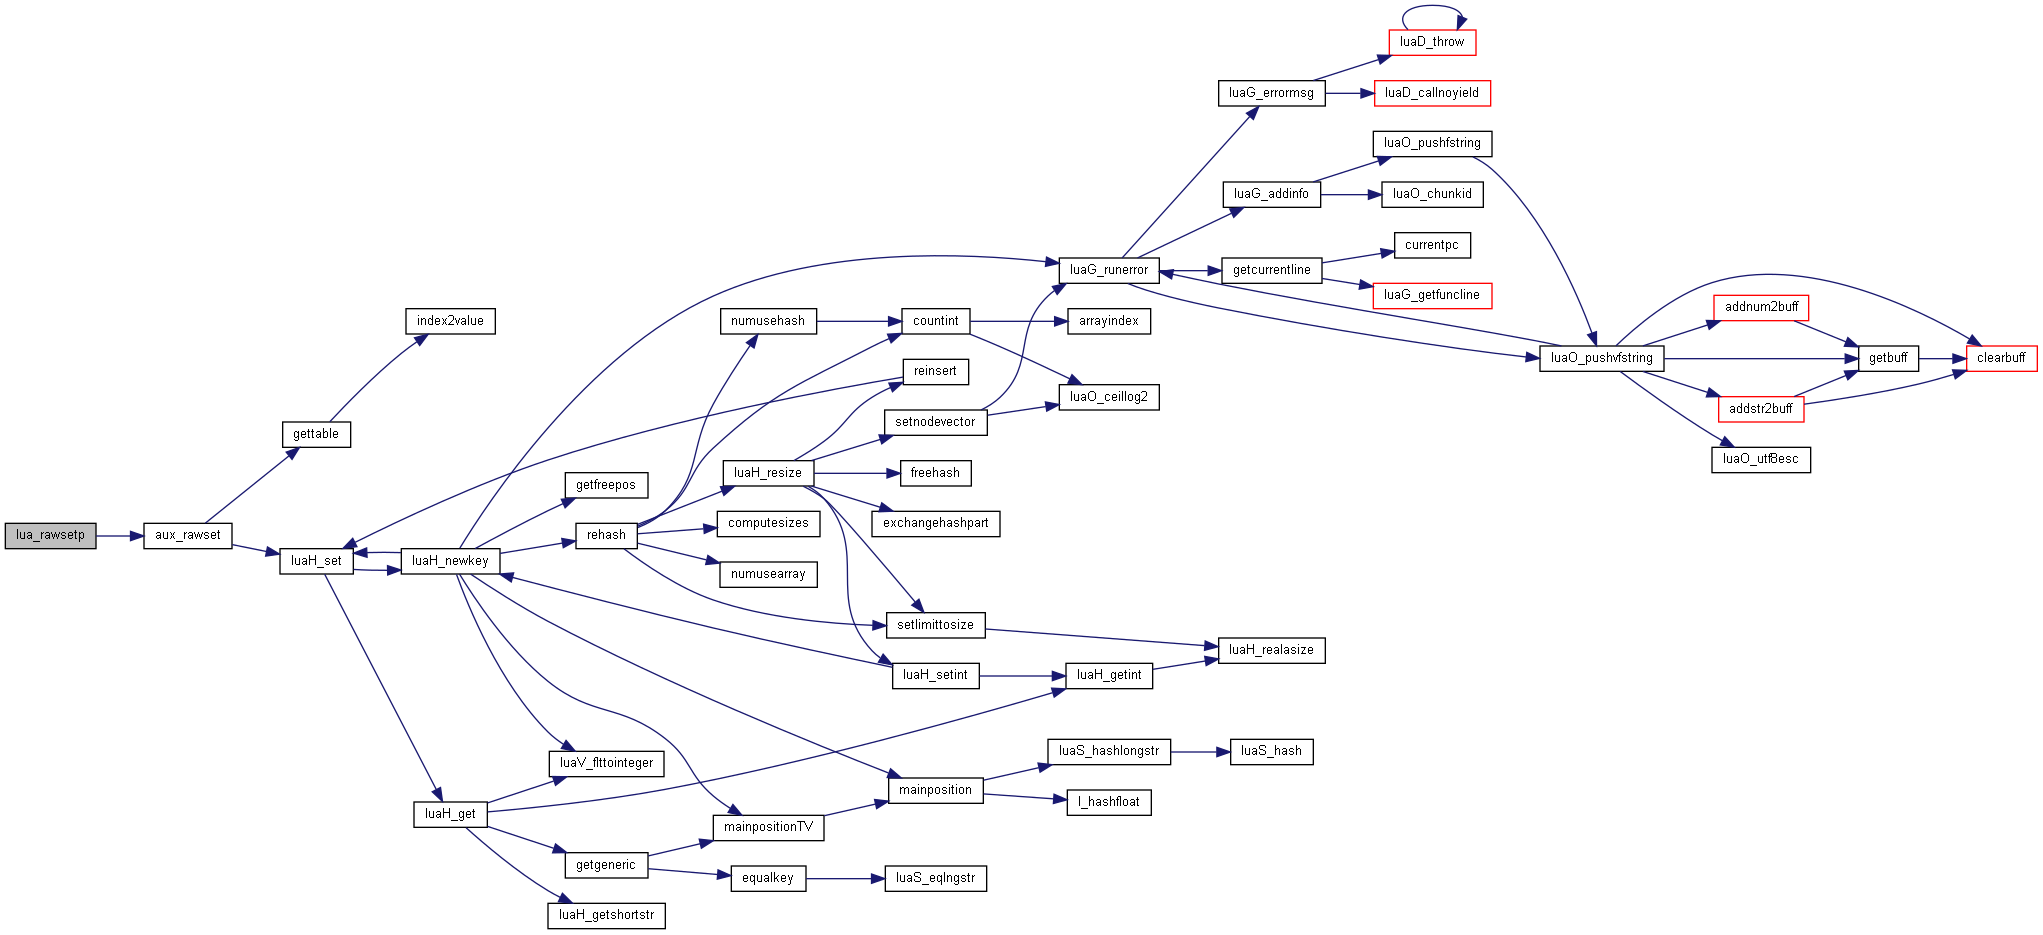 luaD_throw
luaG_errormsg
luaD_callnoyield
luaO_pushfstring
luaG_addinfo
luaO_chunkid
currentpc
luaG_runerror
getcurrentline
luaG_getfuncline
index2value
numusehash
countint
arrayindex
addnum2buff
luaO_pushvfstring
getbuff
clearbuff
reinsert
luaO_ceillog2
addstr2buff
gettable
setnodevector
luaO_utf8esc
luaH_resize
freehash
getfreepos
lua_rawsetp
aux_rawset
rehash
computesizes
exchangehashpart
luaH_set
luaH_newkey
numusearray
setlimittosize
luaH_realasize
luaH_setint
luaH_getint
luaV_flttointeger
luaS_hashlongstr
luaS_hash
mainposition
l_hashfloat
luaH_get
mainpositionTV
getgeneric
equalkey
luaS_eqlngstr
luaH_getshortstr